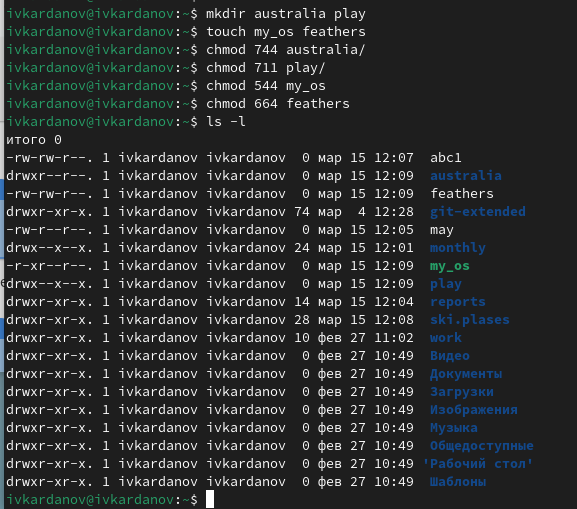 ivkardanov@ivkardanov:~$ mkdir australia play
ivkardanov@ivkardanov:~$ touch my_os feathers
ivkardanov@ivkardanov:~$ chmod 744 australia/
ivkardanov@ivkardanov:~$ chmod 711 play/
ivkardanov@ivkardanov:~$ chmod 544 my_os
ivkardanov@ivkardanov:~$ chmod 664 feathers
ivkardanov@ivkardanov:~$ ls -l
итого 0
-rw-rw-r--. 1 ivkardanov ivkardanov  0 мар 15 12:07  abc1
drwxr--r--. 1 ivkardanov ivkardanov  0 мар 15 12:09  australia
-rw-rw-r--. 1 ivkardanov ivkardanov  0 мар 15 12:09  feathers
drwxr-xr-x. 1 ivkardanov ivkardanov 74 мар  4 12:28  git-extended
-rw-r--r--. 1 ivkardanov ivkardanov  0 мар 15 12:05  may
drwx--x--x. 1 ivkardanov ivkardanov 24 мар 15 12:01  monthly
-r-xr--r--. 1 ivkardanov ivkardanov  0 мар 15 12:09  my_os
drwx--x--x. 1 ivkardanov ivkardanov  0 мар 15 12:09  play
drwxr-xr-x. 1 ivkardanov ivkardanov 14 мар 15 12:04  reports
drwxr-xr-x. 1 ivkardanov ivkardanov 28 мар 15 12:08  ski.plases
drwxr-xr-x. 1 ivkardanov ivkardanov 10 фев 27 11:02  work
drwxr-xr-x. 1 ivkardanov ivkardanov  0 фев 27 10:49  Видео
drwxr-xr-x. 1 ivkardanov ivkardanov  0 фев 27 10:49  Документы
drwxr-xr-x. 1 ivkardanov ivkardanov  0 фев 27 10:49  Загрузки
drwxr-xr-x. 1 ivkardanov ivkardanov  0 фев 27 10:49  Изображения
drwxr-xr-x. 1 ivkardanov ivkardanov  0 фев 27 10:49  Музыка
drwxr-xr-x. 1 ivkardanov ivkardanov  0 фев 27 10:49  Общедоступные
drwxr-xr-x. 1 ivkardanov ivkardanov  0 фев 27 10:49 'Рабочий стол'
drwxr-xr-x. 1 ivkardanov ivkardanov  0 фев 27 10:49  Шаблоны
ivkardanov@ivkardanov:~$